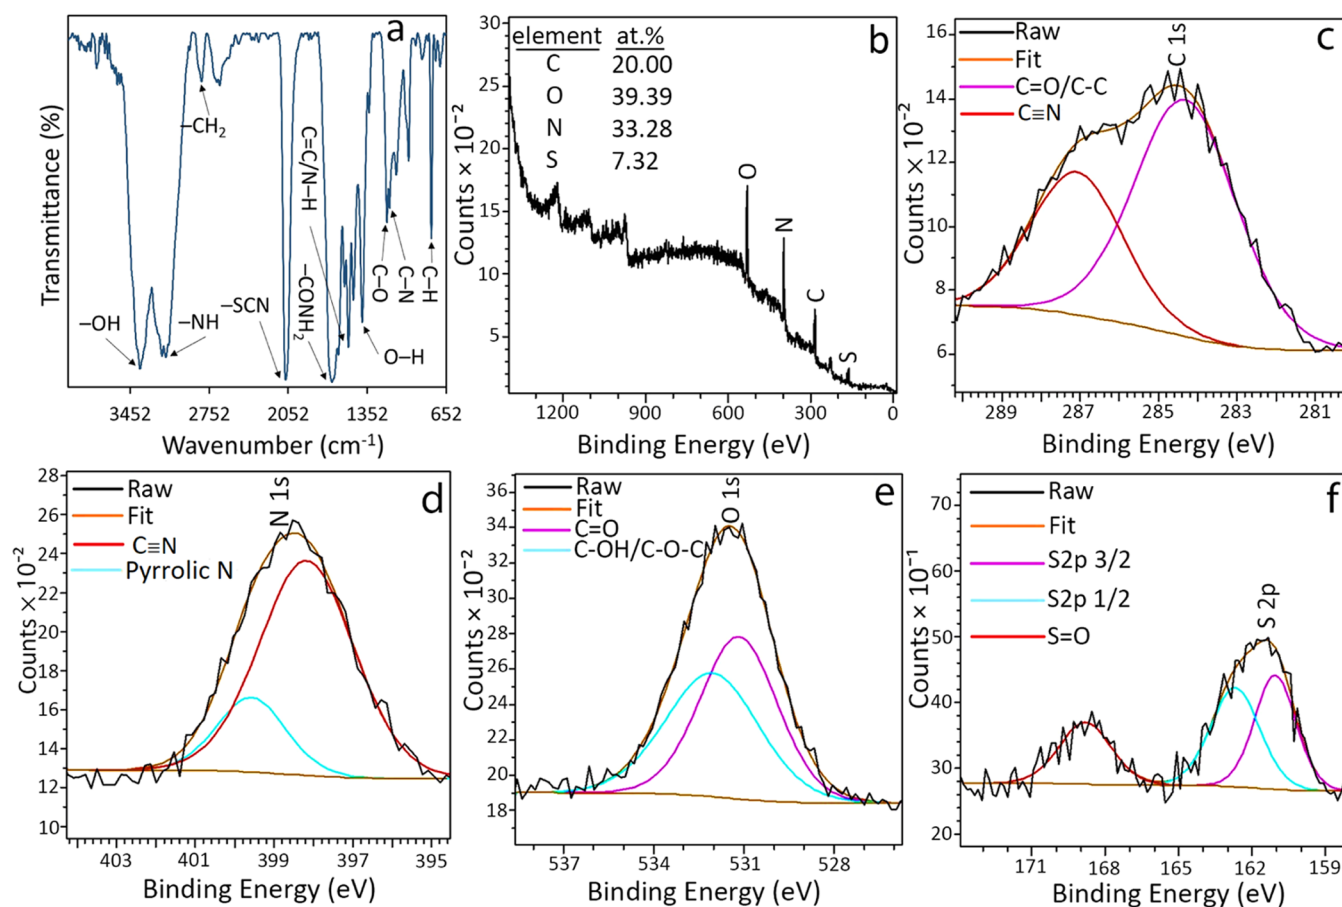 a
Transmittance (%)
–CH2
C=C/N–H
–CONH2
–SCN
–OH
–NH
O–H
C–O
C–N
C–H
3452 2752 2052 1352 652
Wavenumber (cm-1)
b
element at.%
C 20.00
O 39.39
N 33.28
S 7.32
Counts × 10−2
30
25
20
15
10
5
O
N
C
S
1200 900 600 300 0
Binding Energy (eV)
c
Raw
Fit
C=O/C-C
C≡N
C 1s
Counts × 10−2
16
14
12
10
8
6
289 287 285 283 281
Binding Energy (eV)
d
Raw
Fit
C≡N
Pyrrolic N
N 1s
Counts × 10−2
28
26
24
22
20
18
16
14
12
10
403 401 399 397 395
Binding Energy (eV)
e
Raw
Fit
C=O
C-OH/C-O-C
O 1s
Counts × 10−2
36
34
32
30
28
26
24
22
20
18
537 534 531 528
Binding Energy (eV)
f
Raw
Fit
S2p 3/2
S2p 1/2
S=O
S 2p
Counts × 10−1
70
60
50
40
30
20
171 168 165 162 159
Binding Energy (eV)